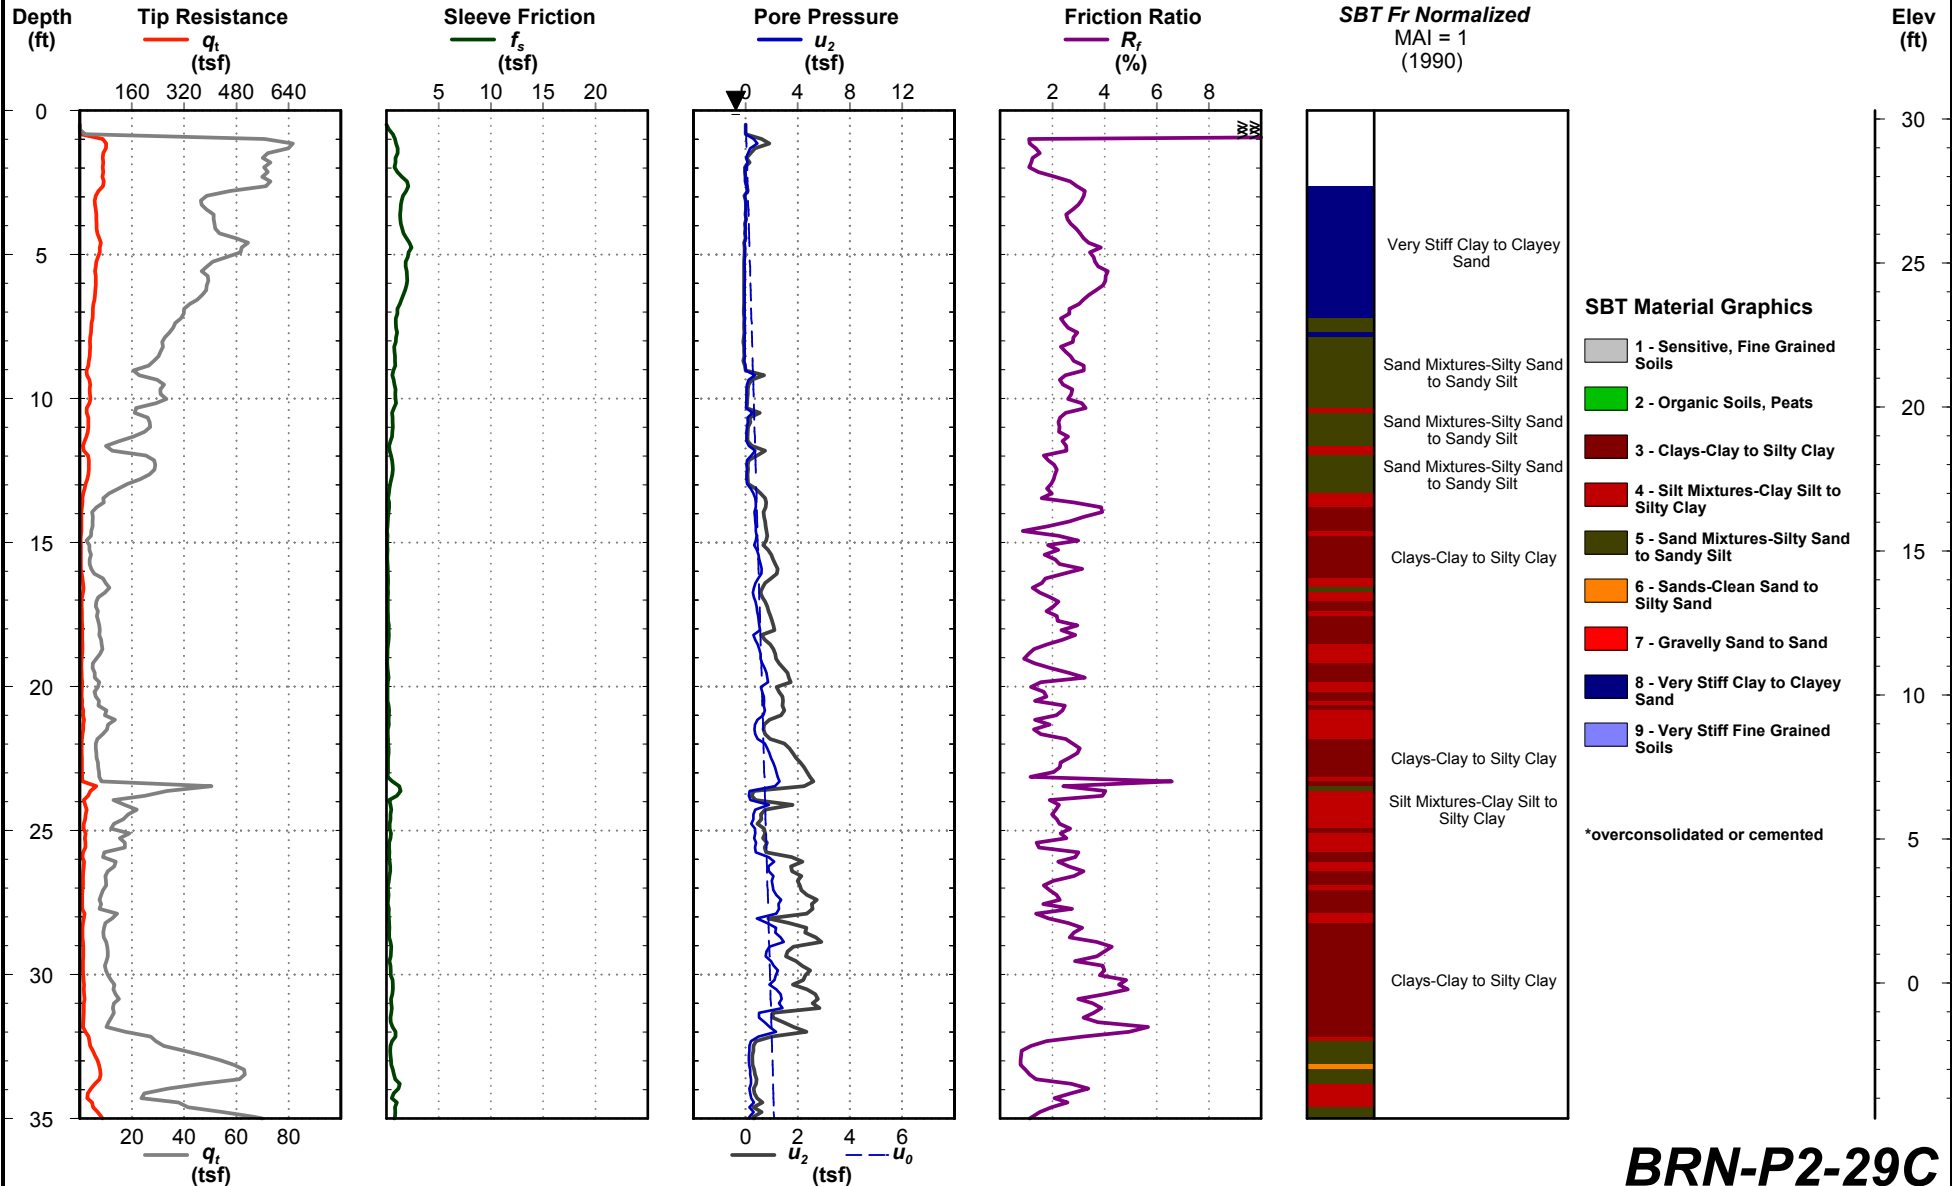 Depth
(ft)
Tip Resistance
qt
(tsf)
160 320 480 640
Sleeve Friction
fs
(tsf)
5 10 15 20
Pore Pressure
u2
(tsf)
0 4 8 12
Friction Ratio
Rf
(%)
2 4 6 8
SBT Fr Normalized
MAI = 1
(1990)
Elev
(ft)
0
5
10
15
20
25
30
35
>>
>>
Very Stiff Clay to Clayey
Sand
Sand Mixtures-Silty Sand
to Sandy Silt
Sand Mixtures-Silty Sand
to Sandy Silt
Sand Mixtures-Silty Sand
to Sandy Silt
Clays-Clay to Silty Clay
Clays-Clay to Silty Clay
Silt Mixtures-Clay Silt to
Silty Clay
Clays-Clay to Silty Clay
SBT Material Graphics
1 - Sensitive, Fine Grained
Soils
2 - Organic Soils, Peats
3 - Clays-Clay to Silty Clay
4 - Silt Mixtures-Clay Silt to
Silty Clay
5 - Sand Mixtures-Silty Sand
to Sandy Silt
6 - Sands-Clean Sand to
Silty Sand
7 - Gravelly Sand to Sand
8 - Very Stiff Clay to Clayey
Sand
9 - Very Stiff Fine Grained
Soils
*overconsolidated or cemented
30
25
20
15
10
5
0
20 40 60 80
qt
(tsf)
0 2 4 6
u2 u0
(tsf)
BRN-P2-29C